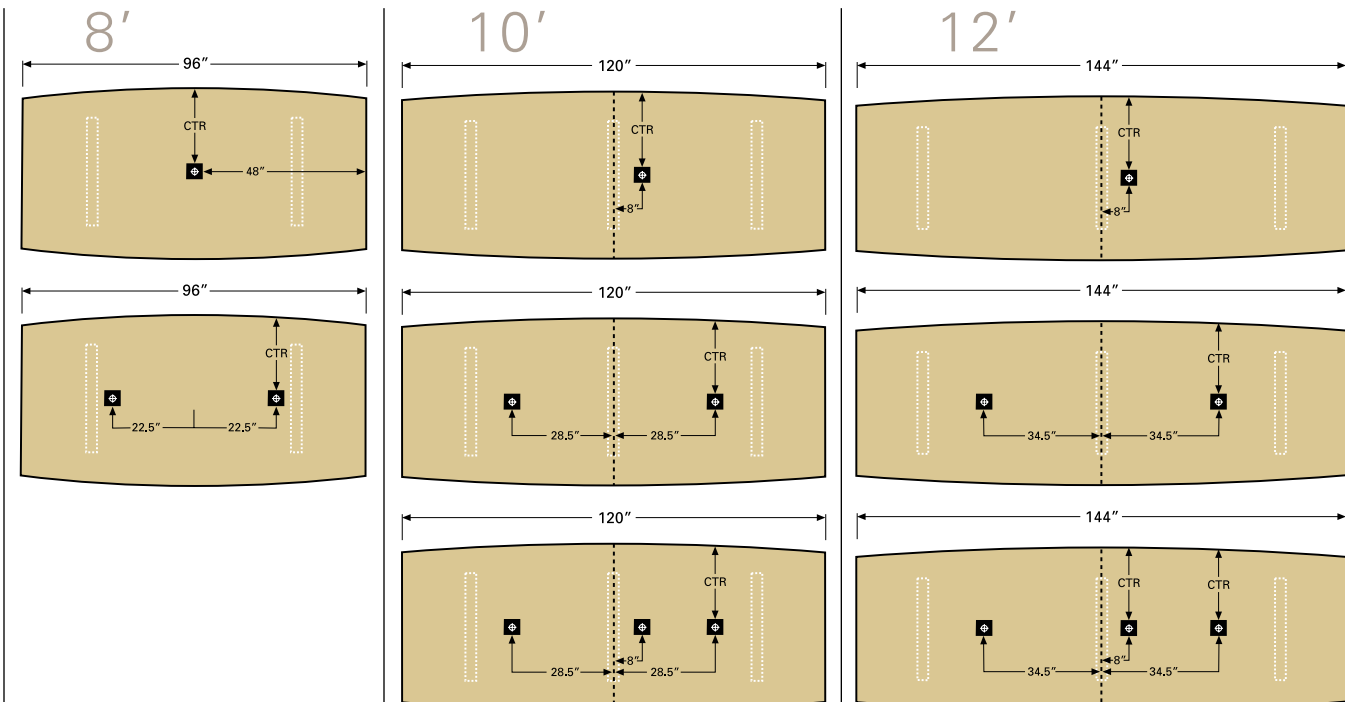 8’
10’
12’
96”
120”
144”
CTR
CTR
CTR
48”
8”
8”
96”
120”
144”
CTR
CTR
CTR
22.5”
22.5”
28.5”
28.5”
34.5”
34.5”
120”
144”
CTR
CTR
CTR
8”
8”
28.5”
28.5”
34.5”
34.5”